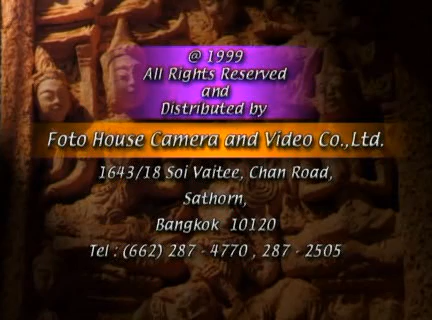 @ 1999
All Rights Reserved
and
Distributed by
Foto House Camera and Video Co.,Ltd.
1643/18 Soi Vaitee, Chan Road,
Sathorn,
Bangkok 10120
Tel : (662) 287 - 4770 , 287 - 2505